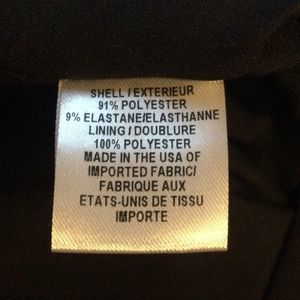 SHELL/EXTERIEUR
91% POLYESTER
9% ELASTANE/ELASTHANNE
LINING/DOUBLURE
100% POLYESTER
MADE IN THE USA OF
IMPORTED FABRIC/
FABRIQUE AUX
ETATS-UNIS DE TISSU
IMPORTE